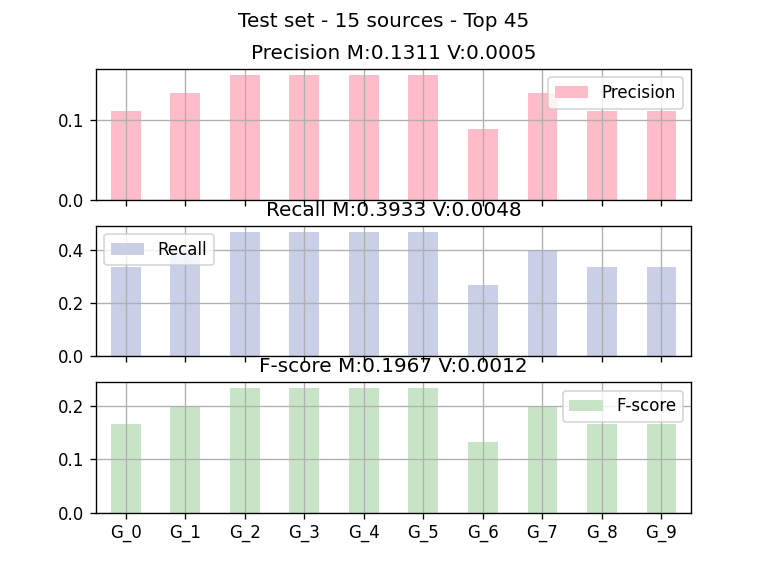 Test set - 15 sources - Top 45
Precision M:0.1311 V:0.0005
Precision
0.1
0.0
Recall M:0.3933 V:0.0048
Recall
0.4
0.2
0.0
F-score M:0.1967 V:0.0012
F-score
0.2
0.1
0.0
G_0 G_1 G_2 G_3 G_4 G_5 G_6 G_7 G_8 G_9